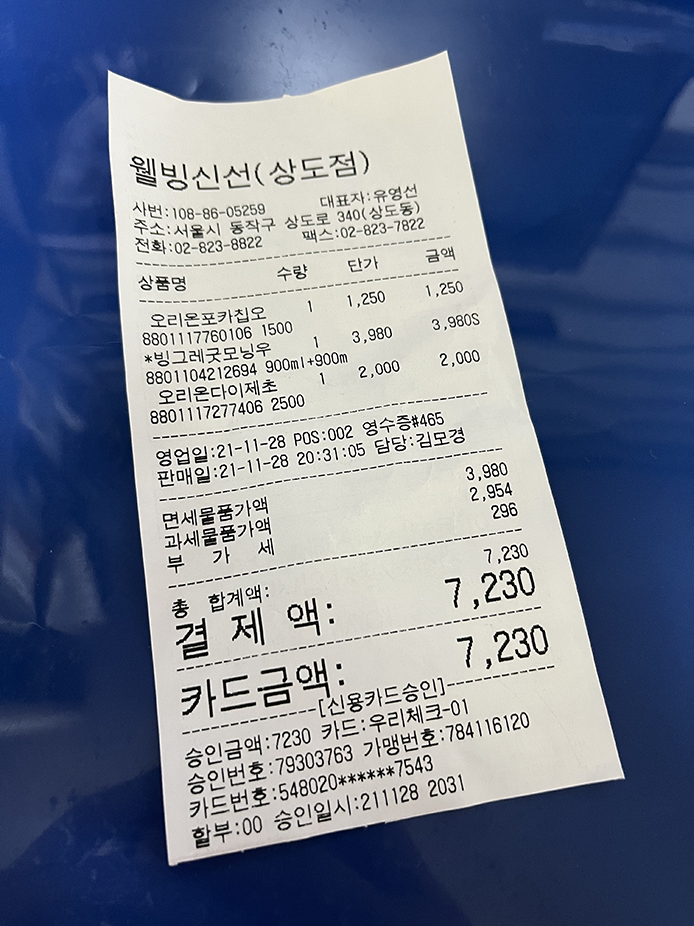 웰빙신선(상도점)
사번:108-86-05259 대표자:유영선
주소:서울시 동작구 상도로 340(상도동)
전화:02-823-8822 팩스:02-823-7822
상품명 수량 단가 금액
오리온포카칩오 1 1,250 1,250
8801117760106 1500
*빙그레굿모닝우 1 3,980 3,980S
8801104212694 900ml+900m
오리온다이제초 1 2,000 2,000
8801117277406 2500
영업일:21-11-28 POS:002 영수증#465
판매일:21-11-28 20:31:05 담당:김모경
면세물품가액 3,980
과세물품가액 2,954
부 가 세 296
총 합계액: 7,230
결 제 액: 7,230
카드금액: 7,230
[신용카드승인]
승인금액:7230 카드:우리체크-01
승인번호:79303763 가맹번호:784116120
카드번호:548020******7543
할부:00 승인일시:211128 2031